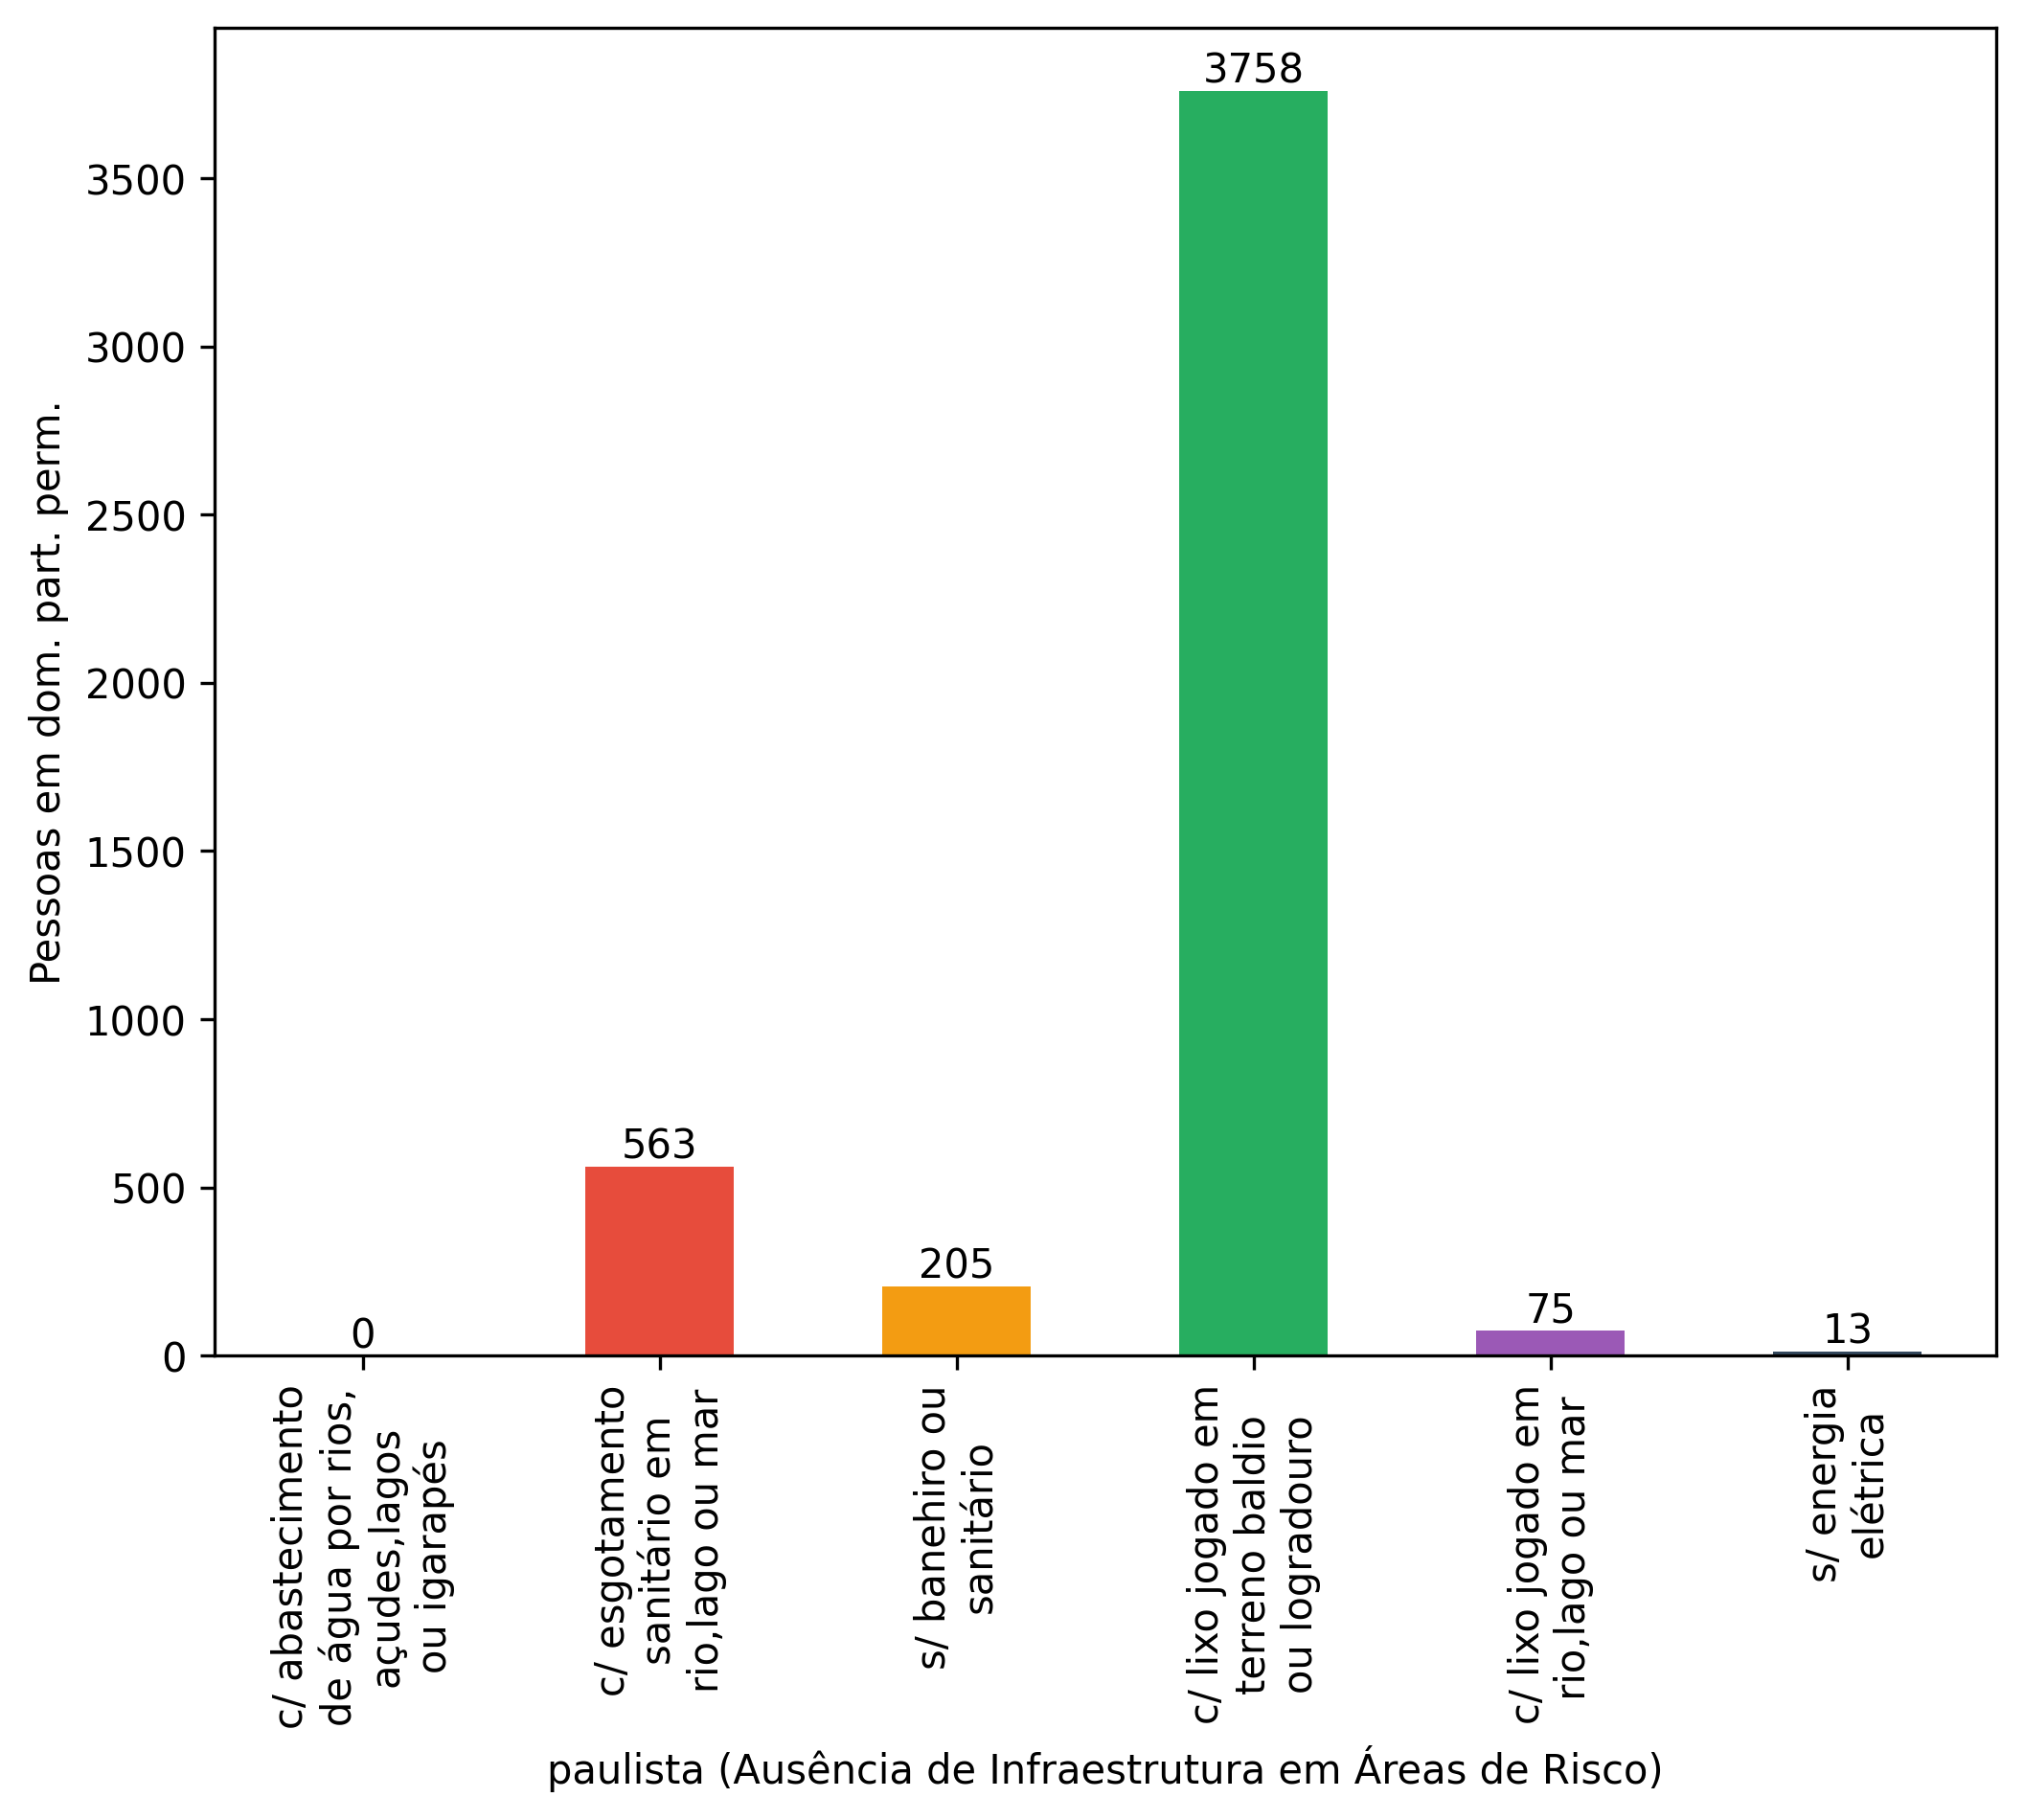 Pessoas em dom. part. perm.
3500
3000
2500
2000
1500
1000
500
0
0
563
205
3758
75
13
c/ abastecimento
de água por rios,
açudes,lagos
ou igarapés
c/ esgotamento
sanitário em
rio,lago ou mar
s/ banehiro ou
sanitário
c/ lixo jogado em
terreno baldio
ou logradouro
c/ lixo jogado em
rio,lago ou mar
s/ energia
elétrica
paulista (Ausência de Infraestrutura em Áreas de Risco)